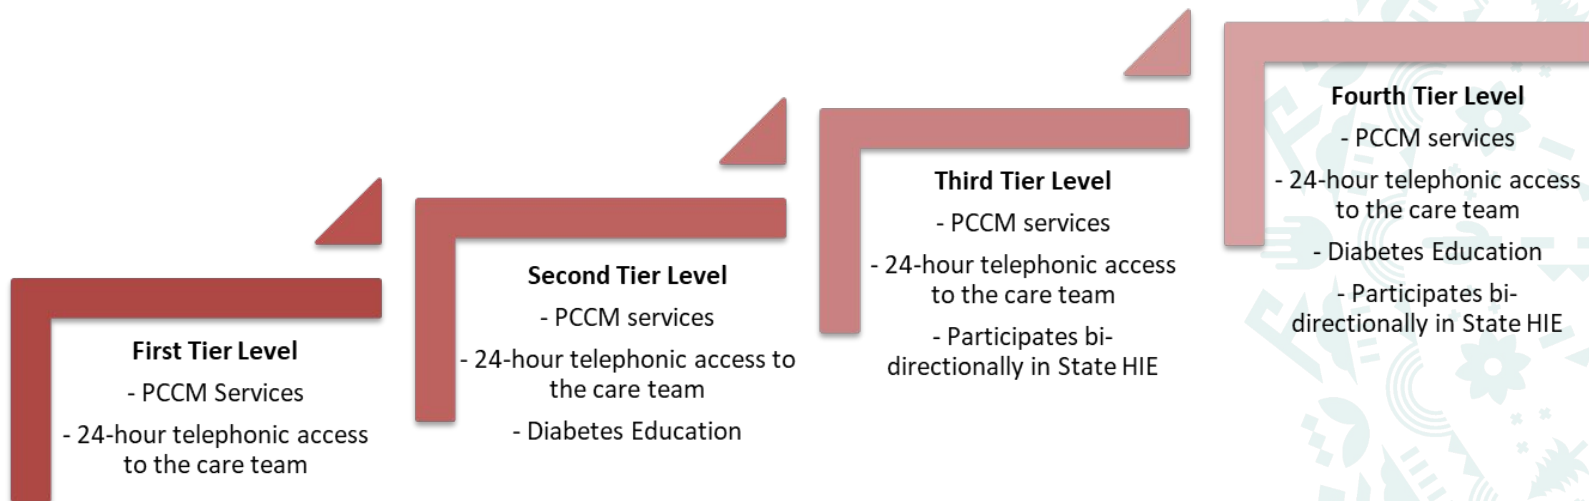 First Tier Level
- PCCM Services
- 24-hour telephonic access
to the care team
Second Tier Level
- PCCM services
- 24-hour telephonic access to
the care team
- Diabetes Education
Third Tier Level
- PCCM services
- 24-hour telephonic access
to the care team
- Participates bi-
directionally in State HIE
Fourth Tier Level
- PCCM services
- 24-hour telephonic access
to the care team
- Diabetes Education
- Participates bi-
directionally in State HIE